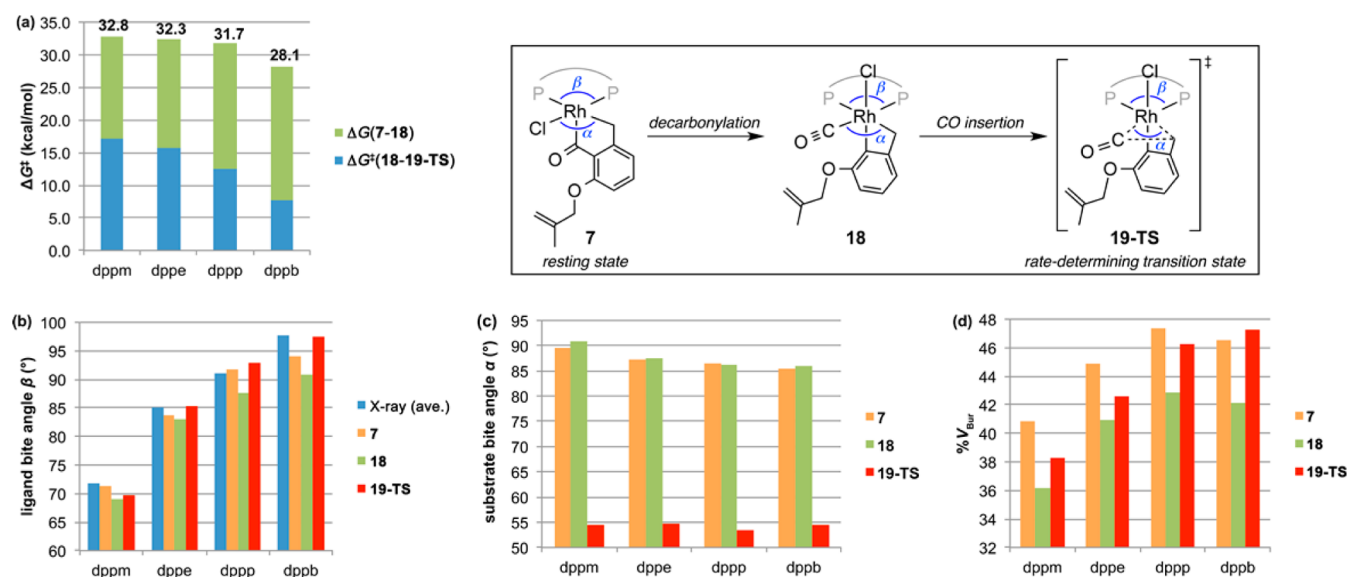 (a)
35.0
30.0
25.0
20.0
15.0
10.0
5.0
0.0
ΔG‡ (kcal/mol)
32.8
32.3
31.7
28.1
dppm dppe dppp dppb
ΔG(7-18)
ΔG‡(18-19-TS)
P β P
Rh
Cl α
O
O
7
resting state
decarbonylation
Cl
P β P
Rh
O≡C α
O
18
CO insertion
‡
Cl
P β P
Rh
O=C α
O
19-TS
rate-determining transition state
(b)
100
95
90
85
80
75
70
65
60
ligand bite angle β (°)
dppm dppe dppp dppb
X-ray (ave.)
7
18
19-TS
(c)
95
90
85
80
75
70
65
60
55
50
substrate bite angle α (°)
dppm dppe dppp dppb
7
18
19-TS
(d)
48
46
44
42
40
38
36
34
32
%VBur
dppm dppe dppp dppb
7
18
19-TS